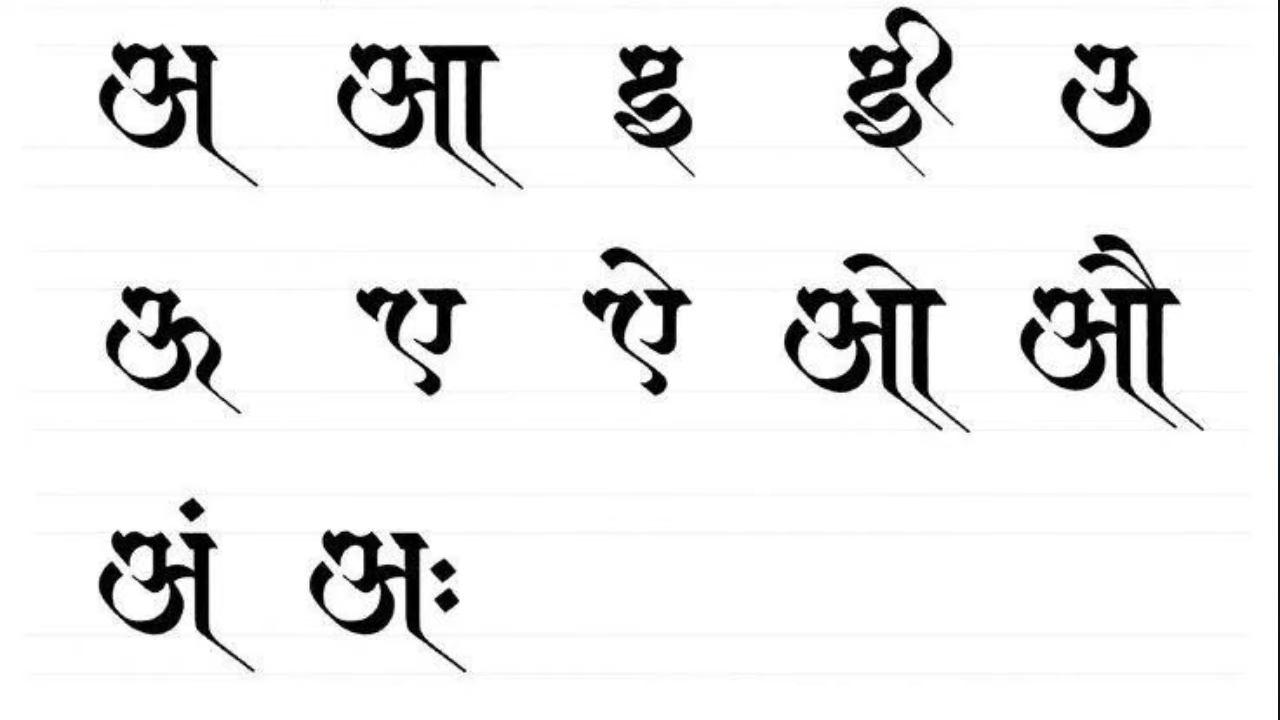 अ आ इ ई उ
ऊ ए ऐ ओ औ
अं अः